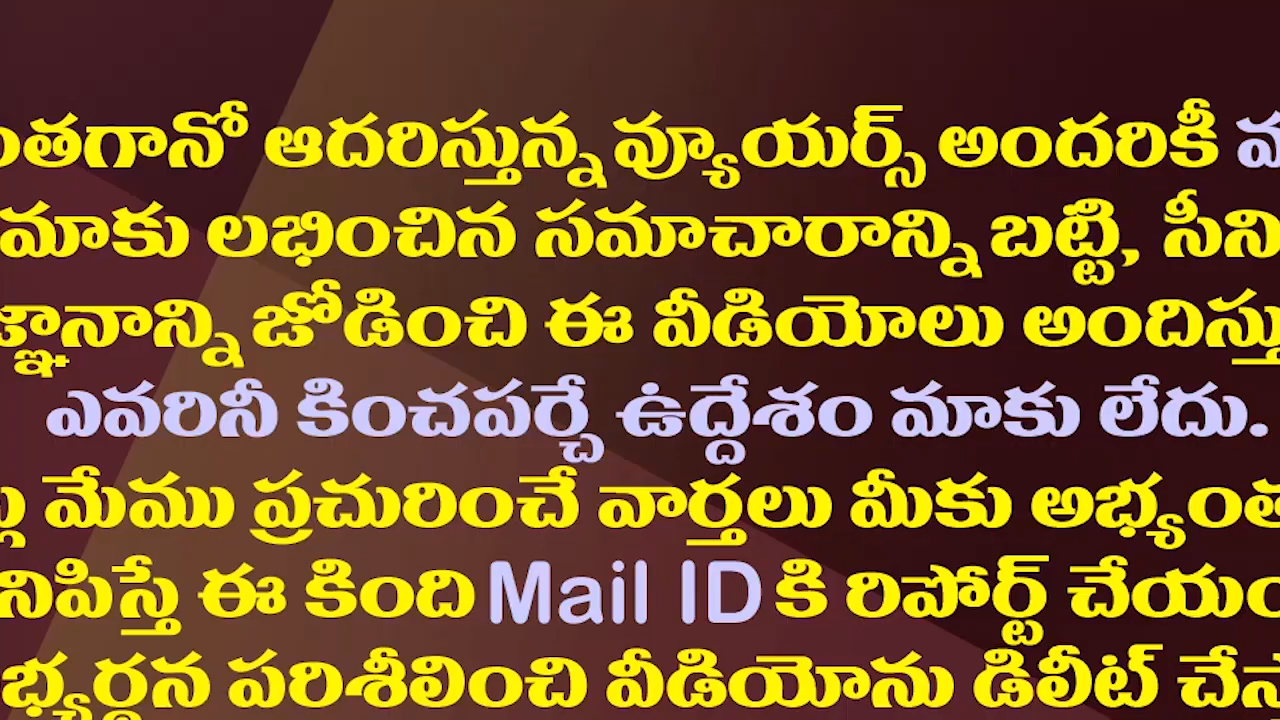 ంతగానో ఆదరిస్తున్న వ్యూయర్స్ అందరికీ
మాకు లభించిన సమాచారాన్ని బట్టి, సీని
జ్ఞానాన్ని జోడించి ఈ వీడియోలు అందిస్తు
ఎవరినీ కించపర్చే ఉద్దేశం మాకు లేదు.
మేము ప్రచురించే వార్తలు మీకు అభ్యంత
నిపిస్తే ఈ కింది Mail ID కి రిపోర్ట్ చేయం
భ్యర్థన పరిశీలించి వీడియోను డిలీట్ చేస